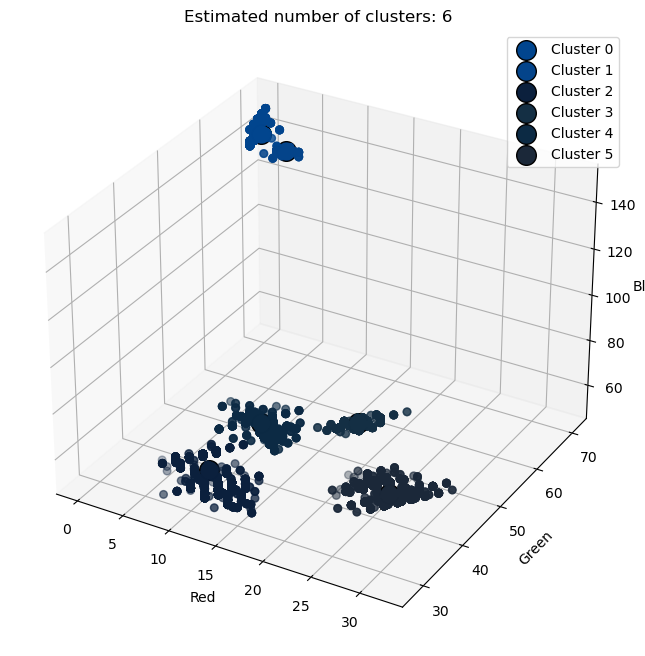 Estimated number of clusters: 6
Cluster 0
Cluster 1
Cluster 2
Cluster 3
Cluster 4
Cluster 5
140
120
100
80
60
Bl
70
60
50
40
30
Green
0
5
10
15
20
25
30
Red